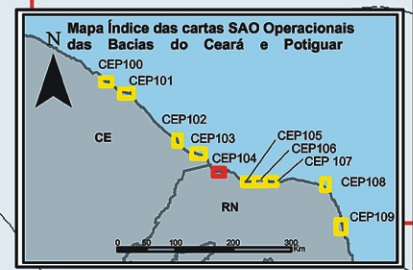 Mapa Índice das cartas SAO Operacionais
das Bacias do Ceará e Potiguar
N
CEP100
CEP101
CEP102
CEP103
CEP104
CEP105
CEP106
CEP 107
CEP108
CEP109
CE
RN
0 100 200 300
Km